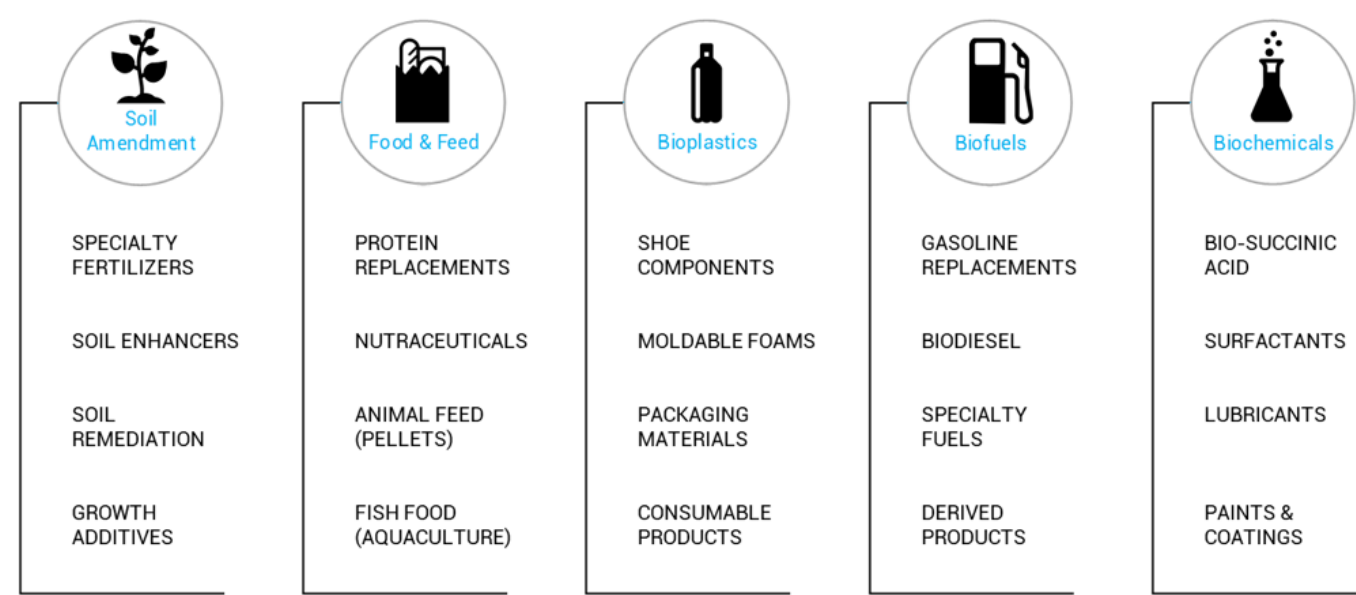 Soil
Amendment
SPECIALTY
FERTILIZERS
SOIL ENHANCERS
SOIL
REMEDIATION
GROWTH
ADDITIVES
Food & Feed
PROTEIN
REPLACEMENTS
NUTRACEUTICALS
ANIMAL FEED
(PELLETS)
FISH FOOD
(AQUACULTURE)
Bioplastics
SHOE
COMPONENTS
MOLDABLE FOAMS
PACKAGING
MATERIALS
CONSUMABLE
PRODUCTS
Biofuels
GASOLINE
REPLACEMENTS
BIODIESEL
SPECIALTY
FUELS
DERIVED
PRODUCTS
Biochemicals
BIO-SUCCINIC
ACID
SURFACTANTS
LUBRICANTS
PAINTS &
COATINGS